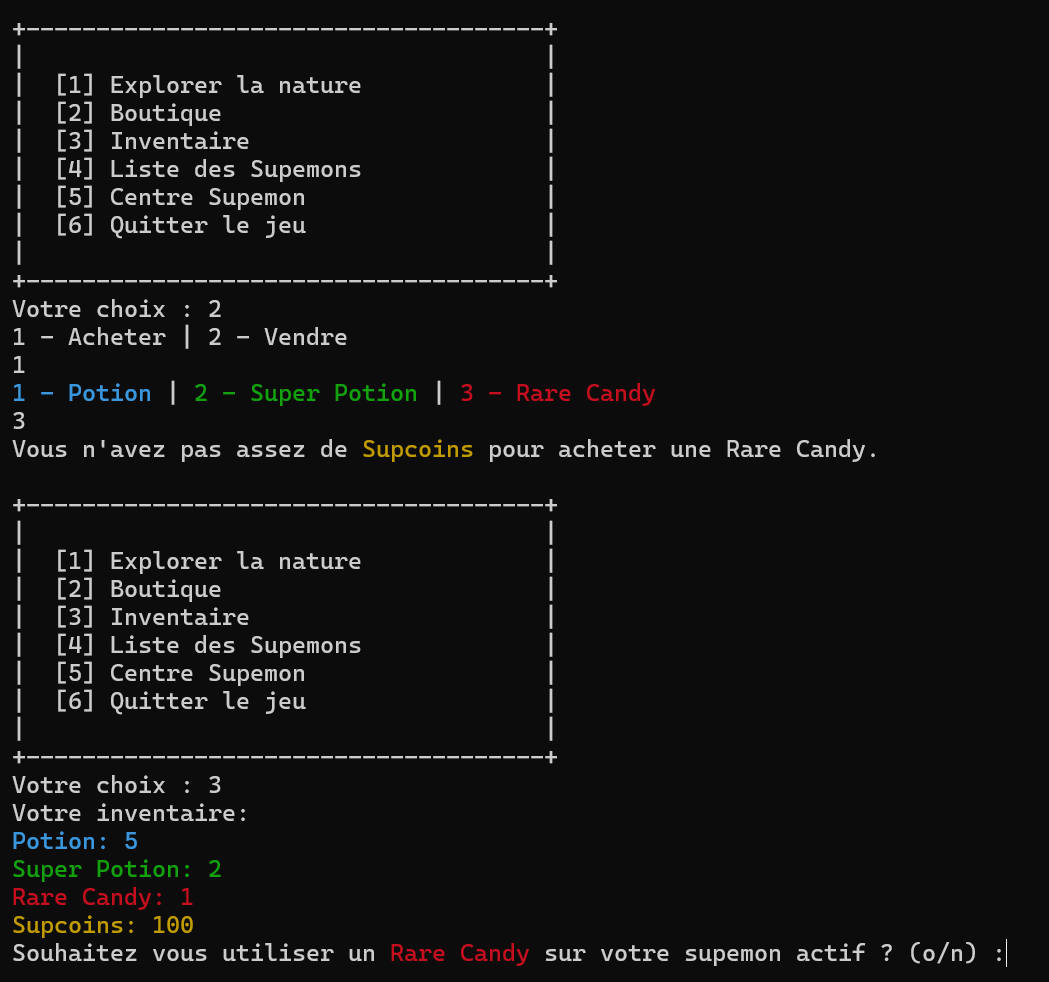 +-------------------------------------+
|                                     |
|  [1] Explorer la nature             |
|  [2] Boutique                       |
|  [3] Inventaire                     |
|  [4] Liste des Supemons             |
|  [5] Centre Supemon                 |
|  [6] Quitter le jeu                 |
|                                     |
+-------------------------------------+
Votre choix : 2
1 - Acheter | 2 - Vendre
1
1 - Potion | 2 - Super Potion | 3 - Rare Candy
3
Vous n'avez pas assez de Supcoins pour acheter une Rare Candy.

+-------------------------------------+
|                                     |
|  [1] Explorer la nature             |
|  [2] Boutique                       |
|  [3] Inventaire                     |
|  [4] Liste des Supemons             |
|  [5] Centre Supemon                 |
|  [6] Quitter le jeu                 |
|                                     |
+-------------------------------------+
Votre choix : 3
Votre inventaire:
Potion: 5
Super Potion: 2
Rare Candy: 1
Supcoins: 100
Souhaitez vous utiliser un Rare Candy sur votre supemon actif ? (o/n) :